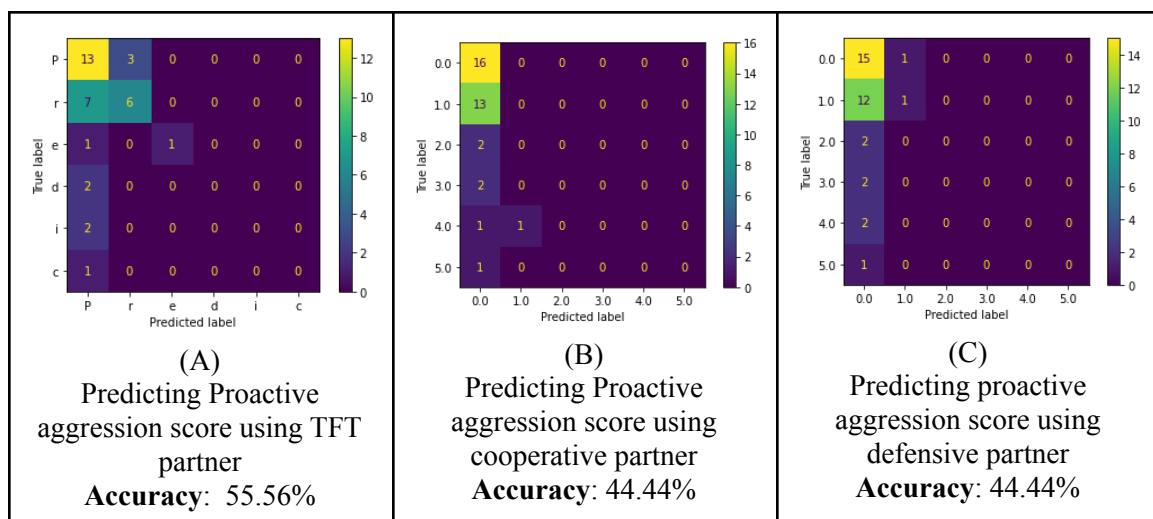 P 13 3 0 0 0 0
r 7 6 0 0 0 0
e 1 0 1 0 0 0
d 2 0 0 0 0 0
i 2 0 0 0 0 0
c 1 0 0 0 0 0
P r e d i c
True label
Predicted label
12
10
8
6
4
2
0
(A)
Predicting Proactive
aggression score using TFT
partner
Accuracy: 55.56%
0.0 16 0 0 0 0 0
1.0 13 0 0 0 0 0
2.0 2 0 0 0 0 0
3.0 2 0 0 0 0 0
4.0 1 1 0 0 0 0
5.0 1 0 0 0 0 0
0.0 1.0 2.0 3.0 4.0 5.0
True label
Predicted label
16
14
12
10
8
6
4
2
0
(B)
Predicting Proactive
aggression score using
cooperative partner
Accuracy: 44.44%
0.0 15 1 0 0 0 0
1.0 12 1 0 0 0 0
2.0 2 0 0 0 0 0
3.0 2 0 0 0 0 0
4.0 2 0 0 0 0 0
5.0 1 0 0 0 0 0
0.0 1.0 2.0 3.0 4.0 5.0
True label
Predicted label
14
12
10
8
6
4
2
0
(C)
Predicting proactive
aggression score using
defensive partner
Accuracy: 44.44%